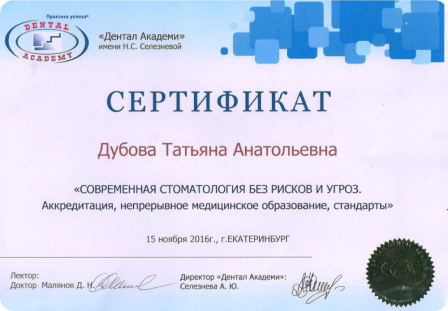 Практика успеха®
DENTAL
ACADEMY
«Дентал Академи»
имени Н.С. Селезневой
СЕРТИФИКАТ
Дубова Татьяна Анатольевна
«СОВРЕМЕННАЯ СТОМАТОЛОГИЯ БЕЗ РИСКОВ И УГРОЗ.
Аккредитация, непрерывное медицинское образование, стандарты»
15 ноября 2016г., г.ЕКАТЕРИНБУРГ
Лектор:
Доктор Малянов Д. Н.
Директор «Дентал Академи»:
Селезнева А. Ю.